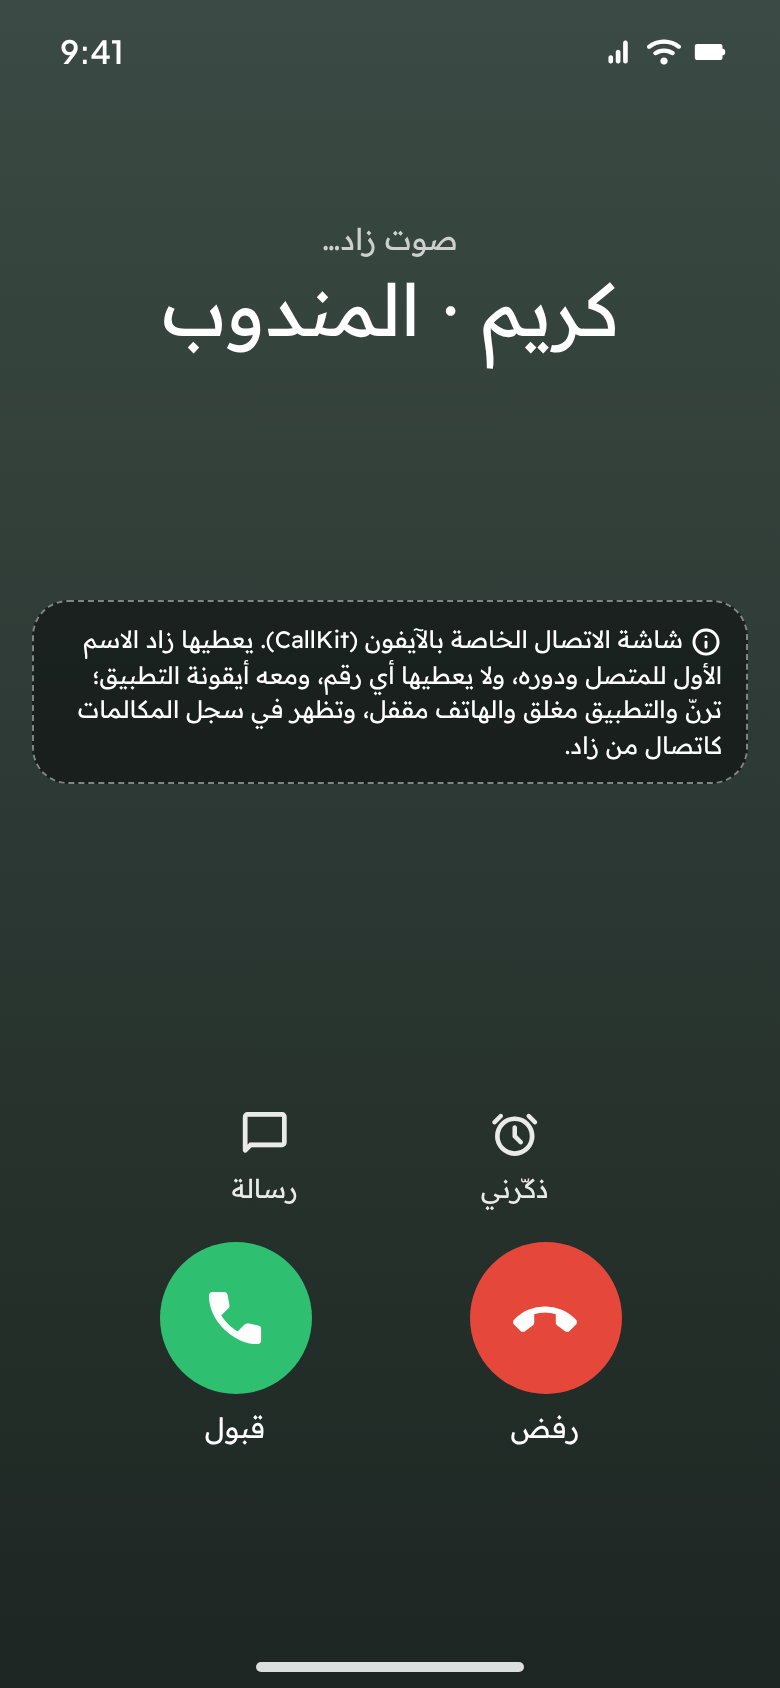 9:41
صوت زاد...
كريم · المندوب
شاشة الاتصال الخاصة بالآيفون (CallKit). يعطيها زاد الاسم
الأول للمتصل ودوره، ولا يعطيها أي رقم، ومعه أيقونة التطبيق؛
ترنّ والتطبيق مغلق والهاتف مقفل، وتظهر في سجل المكالمات
كاتصال من زاد.
ذكّرني
رسالة
رفض
قبول